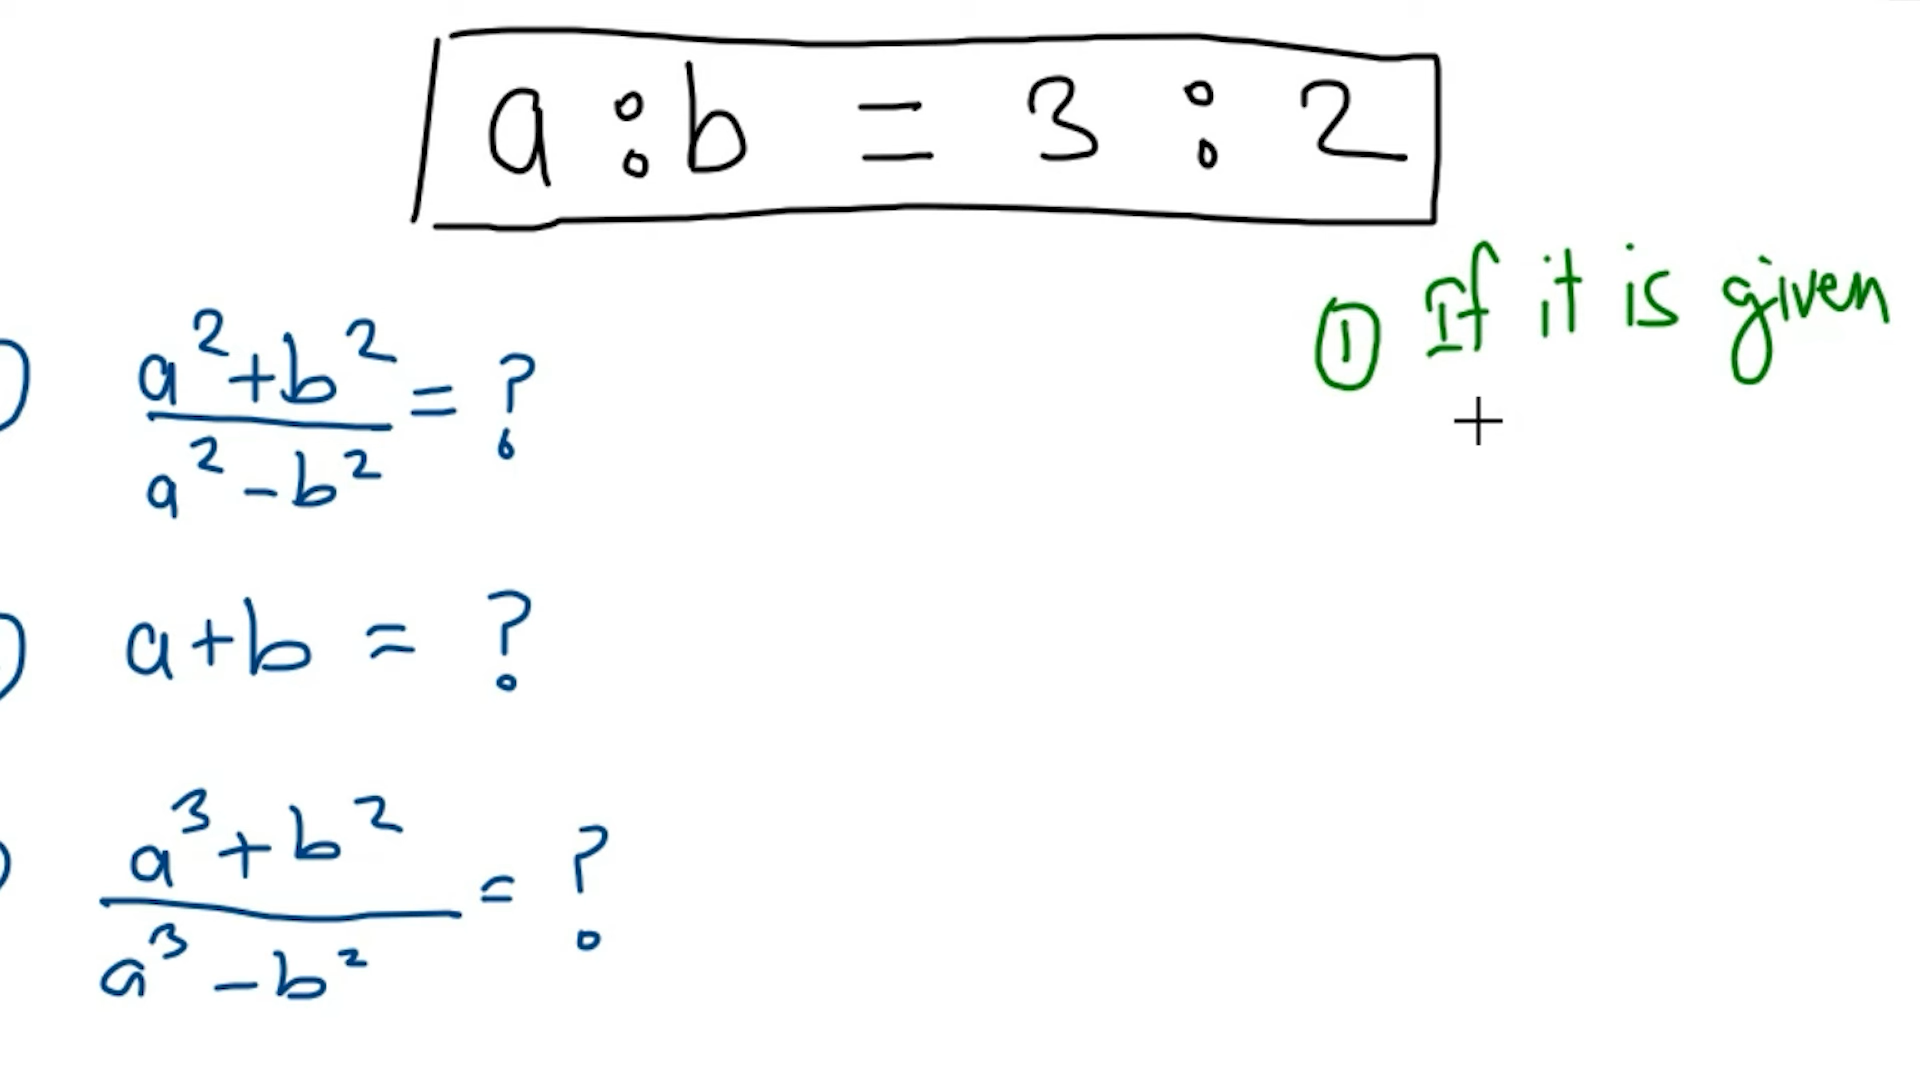 a : b = 3 : 2
① If it is given
) a²+b²/a²-b² = ?
) a+b = ?
) a³+b²/a³-b² = ?